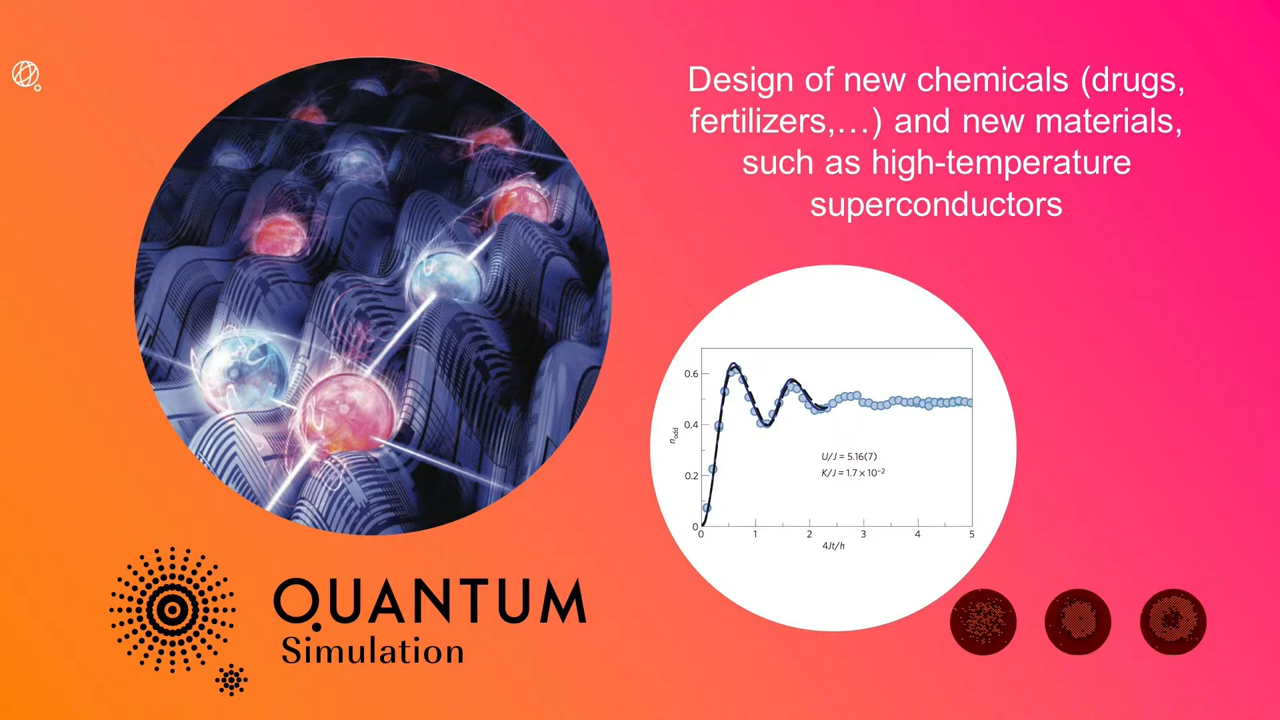 Design of new chemicals (drugs,
fertilizers,…) and new materials,
such as high-temperature
superconductors
0.6
0.4
0.2
0
n_odd
U/J = 5.16(7)
K/J = 1.7 × 10⁻²
0 1 2 3 4 5
4Jt/h
QUANTUM
Simulation